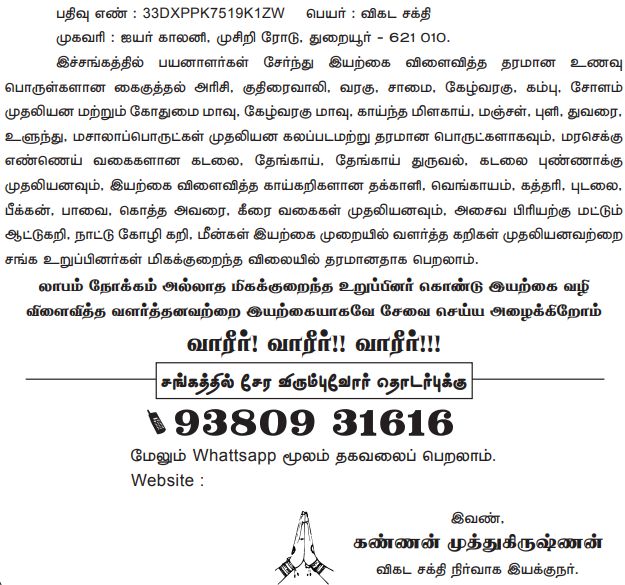 பதிவு எண் : 33DXPPK7519K1ZW பெயர் : விகட சக்தி
முகவரி : ஐயர் காலனி, முசிறி ரோடு, துறையூர் - 621 010.
இச்சங்கத்தில் பயனாளர்கள் சேர்ந்து இயற்கை விளைவித்த தரமான உணவு
பொருள்களான கைகுத்தல் அரிசி, குதிரைவாலி, வரகு, சாமை, கேழ்வரகு, கம்பு, சோளம்
முதலியன மற்றும் கோதுமை மாவு, கேழ்வரகு மாவு, காய்ந்த மிளகாய், மஞ்சள், புளி, துவரை,
உளுந்து, மசாலாப்பொருட்கள் முதலியன கலப்படமற்று தரமான பொருட்களாகவும், மரசெக்கு
எண்ணெய் வகைகளான கடலை, தேங்காய், தேங்காய் துருவல், கடலை புண்ணாக்கு
முதலியனவும், இயற்கை விளைவித்த காய்கறிகளான தக்காளி, வெங்காயம், கத்தரி, புடலை,
பீக்கன், பாவை, கொத்த அவரை, கீரை வகைகள் முதலியனவும், அசைவ பிரியற்கு மட்டும்
ஆட்டுகறி, நாட்டு கோழி கறி, மீன்கள் இயற்கை முறையில் வளர்த்த கறிகள் முதலியனவற்றை
சங்க உறுப்பினர்கள் மிகக்குறைந்த விலையில் தரமானதாக பெறலாம்.
லாபம் நோக்கம் அல்லாத மிகக்குறைந்த உறுப்பினர் கொண்டு இயற்கை வழி
விளைவித்த வளர்த்தனவற்றை இயற்கையாகவே சேவை செய்ய அழைக்கிறோம்
வாரீர்! வாரீர்!! வாரீர்!!!
சங்கத்தில் சேர விரும்புவோர் தொடர்புக்கு
93809 31616
மேலும் Whattsapp மூலம் தகவலைப் பெறலாம்.
Website :
இவண்,
கண்ணன் முத்துகிருஷ்ணன்
விகட சக்தி நிர்வாக இயக்குநர்.